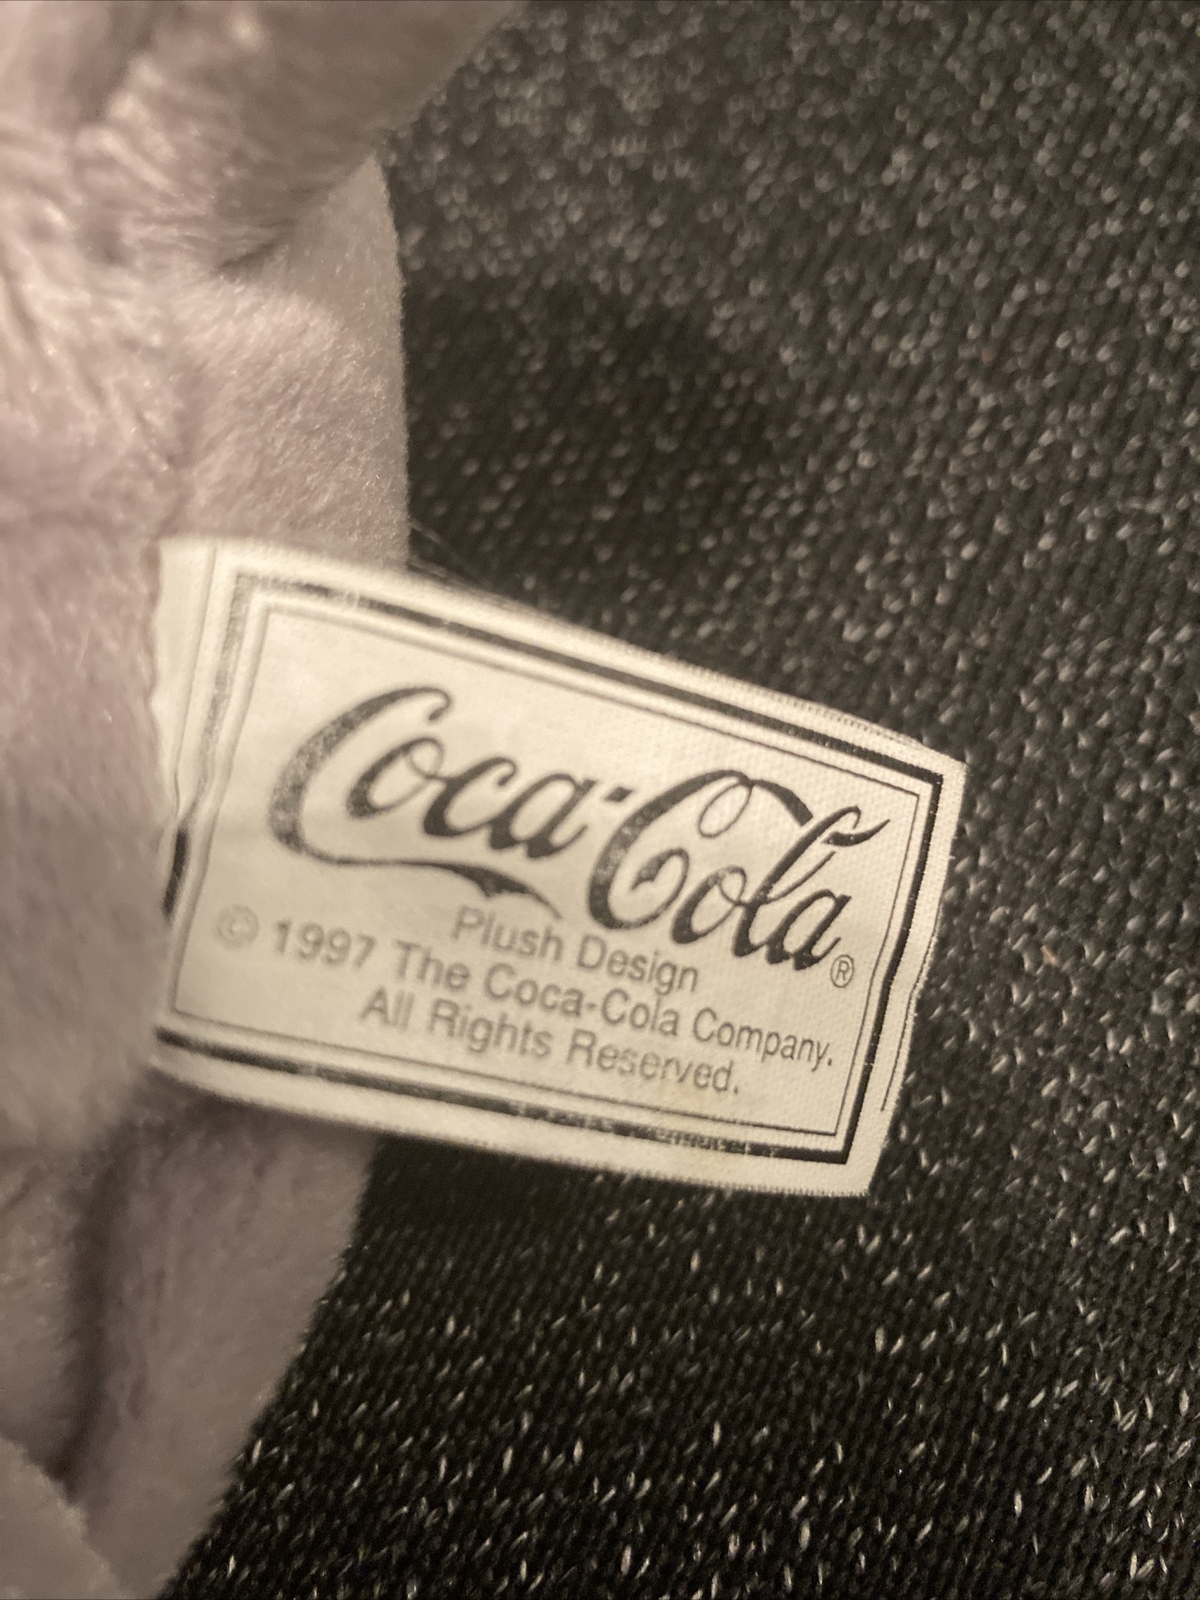 Coca-Cola®
Plush Design
© 1997 The Coca-Cola Company.
All Rights Reserved.